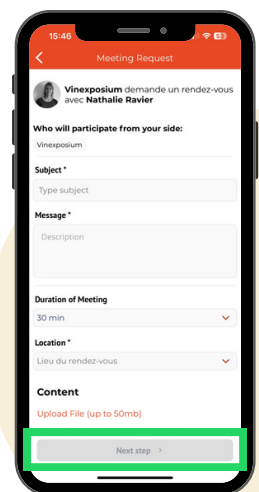 15:46
Meeting Request
Vinexposium demande un rendez-vous
avec Nathalie Ravier
Who will participate from your side:
Vinexposium
Subject *
Type subject
Message *
Description
Duration of Meeting
30 min
Location *
Lieu du rendez-vous
Content
Upload File (up to 50mb)
Next step